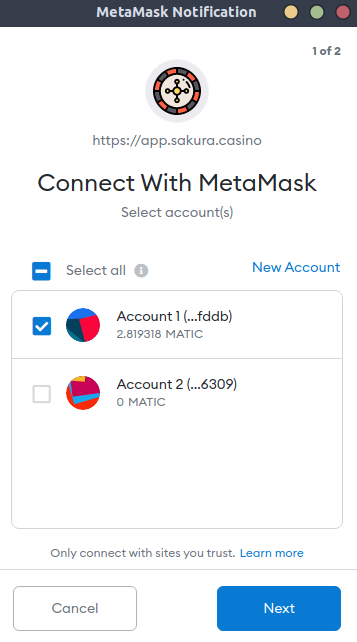 MetaMask Notification
1 of 2
https://app.sakura.casino
Connect With MetaMask
Select account(s)
Select all
New Account
Account 1 (...fddb)
2.819318 MATIC
Account 2 (...6309)
0 MATIC
Only connect with sites you trust. Learn more
Cancel
Next